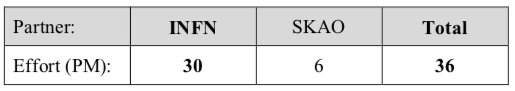 Partner: INFN SKAO Total
Effort (PM): 30 6 36